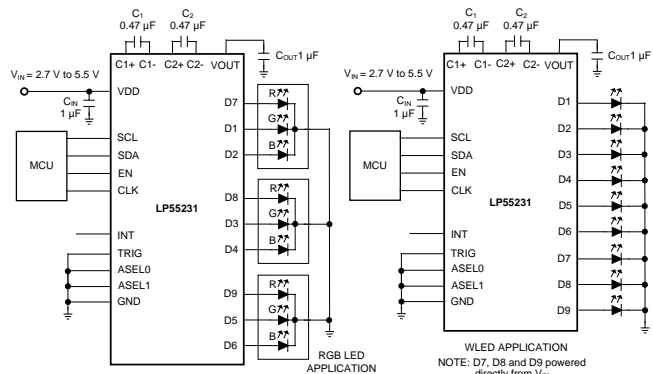 C1 C2
0.47 µF 0.47 µF
COUT1 µF
C1+ C1- C2+ C2- VOUT
VIN = 2.7 V to 5.5 V
VDD
CIN
1 µF
MCU
SCL
SDA
EN
CLK
LP55231
INT
TRIG
ASEL0
ASEL1
GND
D7
D1
D2
R
G
B
D8
D3
D4
R
G
B
D9
D5
D6
R
G
B
RGB LED
APPLICATION
C1 C2
0.47 µF 0.47 µF
COUT1 µF
C1+ C1- C2+ C2- VOUT
VIN = 2.7 V to 5.5 V
VDD
CIN
1 µF
MCU
SCL
SDA
EN
CLK
LP55231
INT
TRIG
ASEL0
ASEL1
GND
D1
D2
D3
D4
D5
D6
D7
D8
D9
WLED APPLICATION
NOTE: D7, D8 and D9 powered
directly from VIN